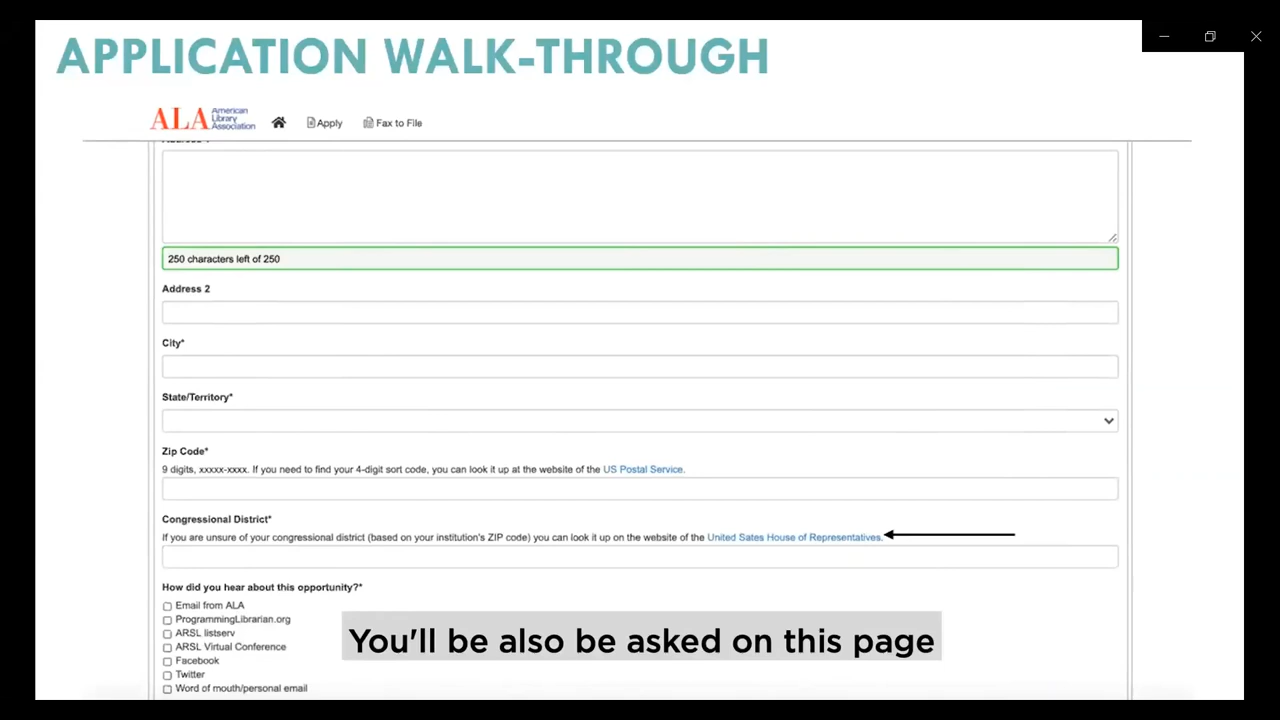 APPLICATION WALK-THROUGH
ALA American Library Association
Apply
Fax to File
250 characters left of 250
Address 2
City*
State/Territory*
Zip Code*
9 digits, xxxxx-xxxx. If you need to find your 4-digit sort code, you can look it up at the website of the US Postal Service.
Congressional District*
If you are unsure of your congressional district (based on your institution's ZIP code) you can look it up on the website of the United Sates House of Representatives.
How did you hear about this opportunity?*
Email from ALA
ProgrammingLibrarian.org
ARSL listserv
ARSL Virtual Conference
Facebook
Twitter
Word of mouth/personal email
You'll be also be asked on this page